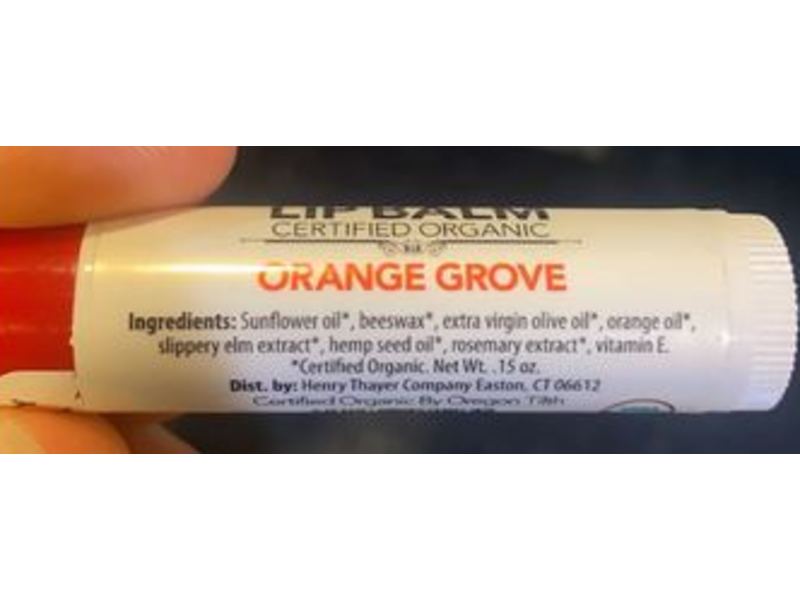 LIP BALM
CERTIFIED ORGANIC
ORANGE GROVE
Ingredients: Sunflower oil*, beeswax*, extra virgin olive oil*, orange oil*,
slippery elm extract*, hemp seed oil*, rosemary extract*, vitamin E.
*Certified Organic. Net Wt. .15 oz.
Dist. by: Henry Thayer Company Easton, CT 06612
Certified Organic By Oregon Tilth